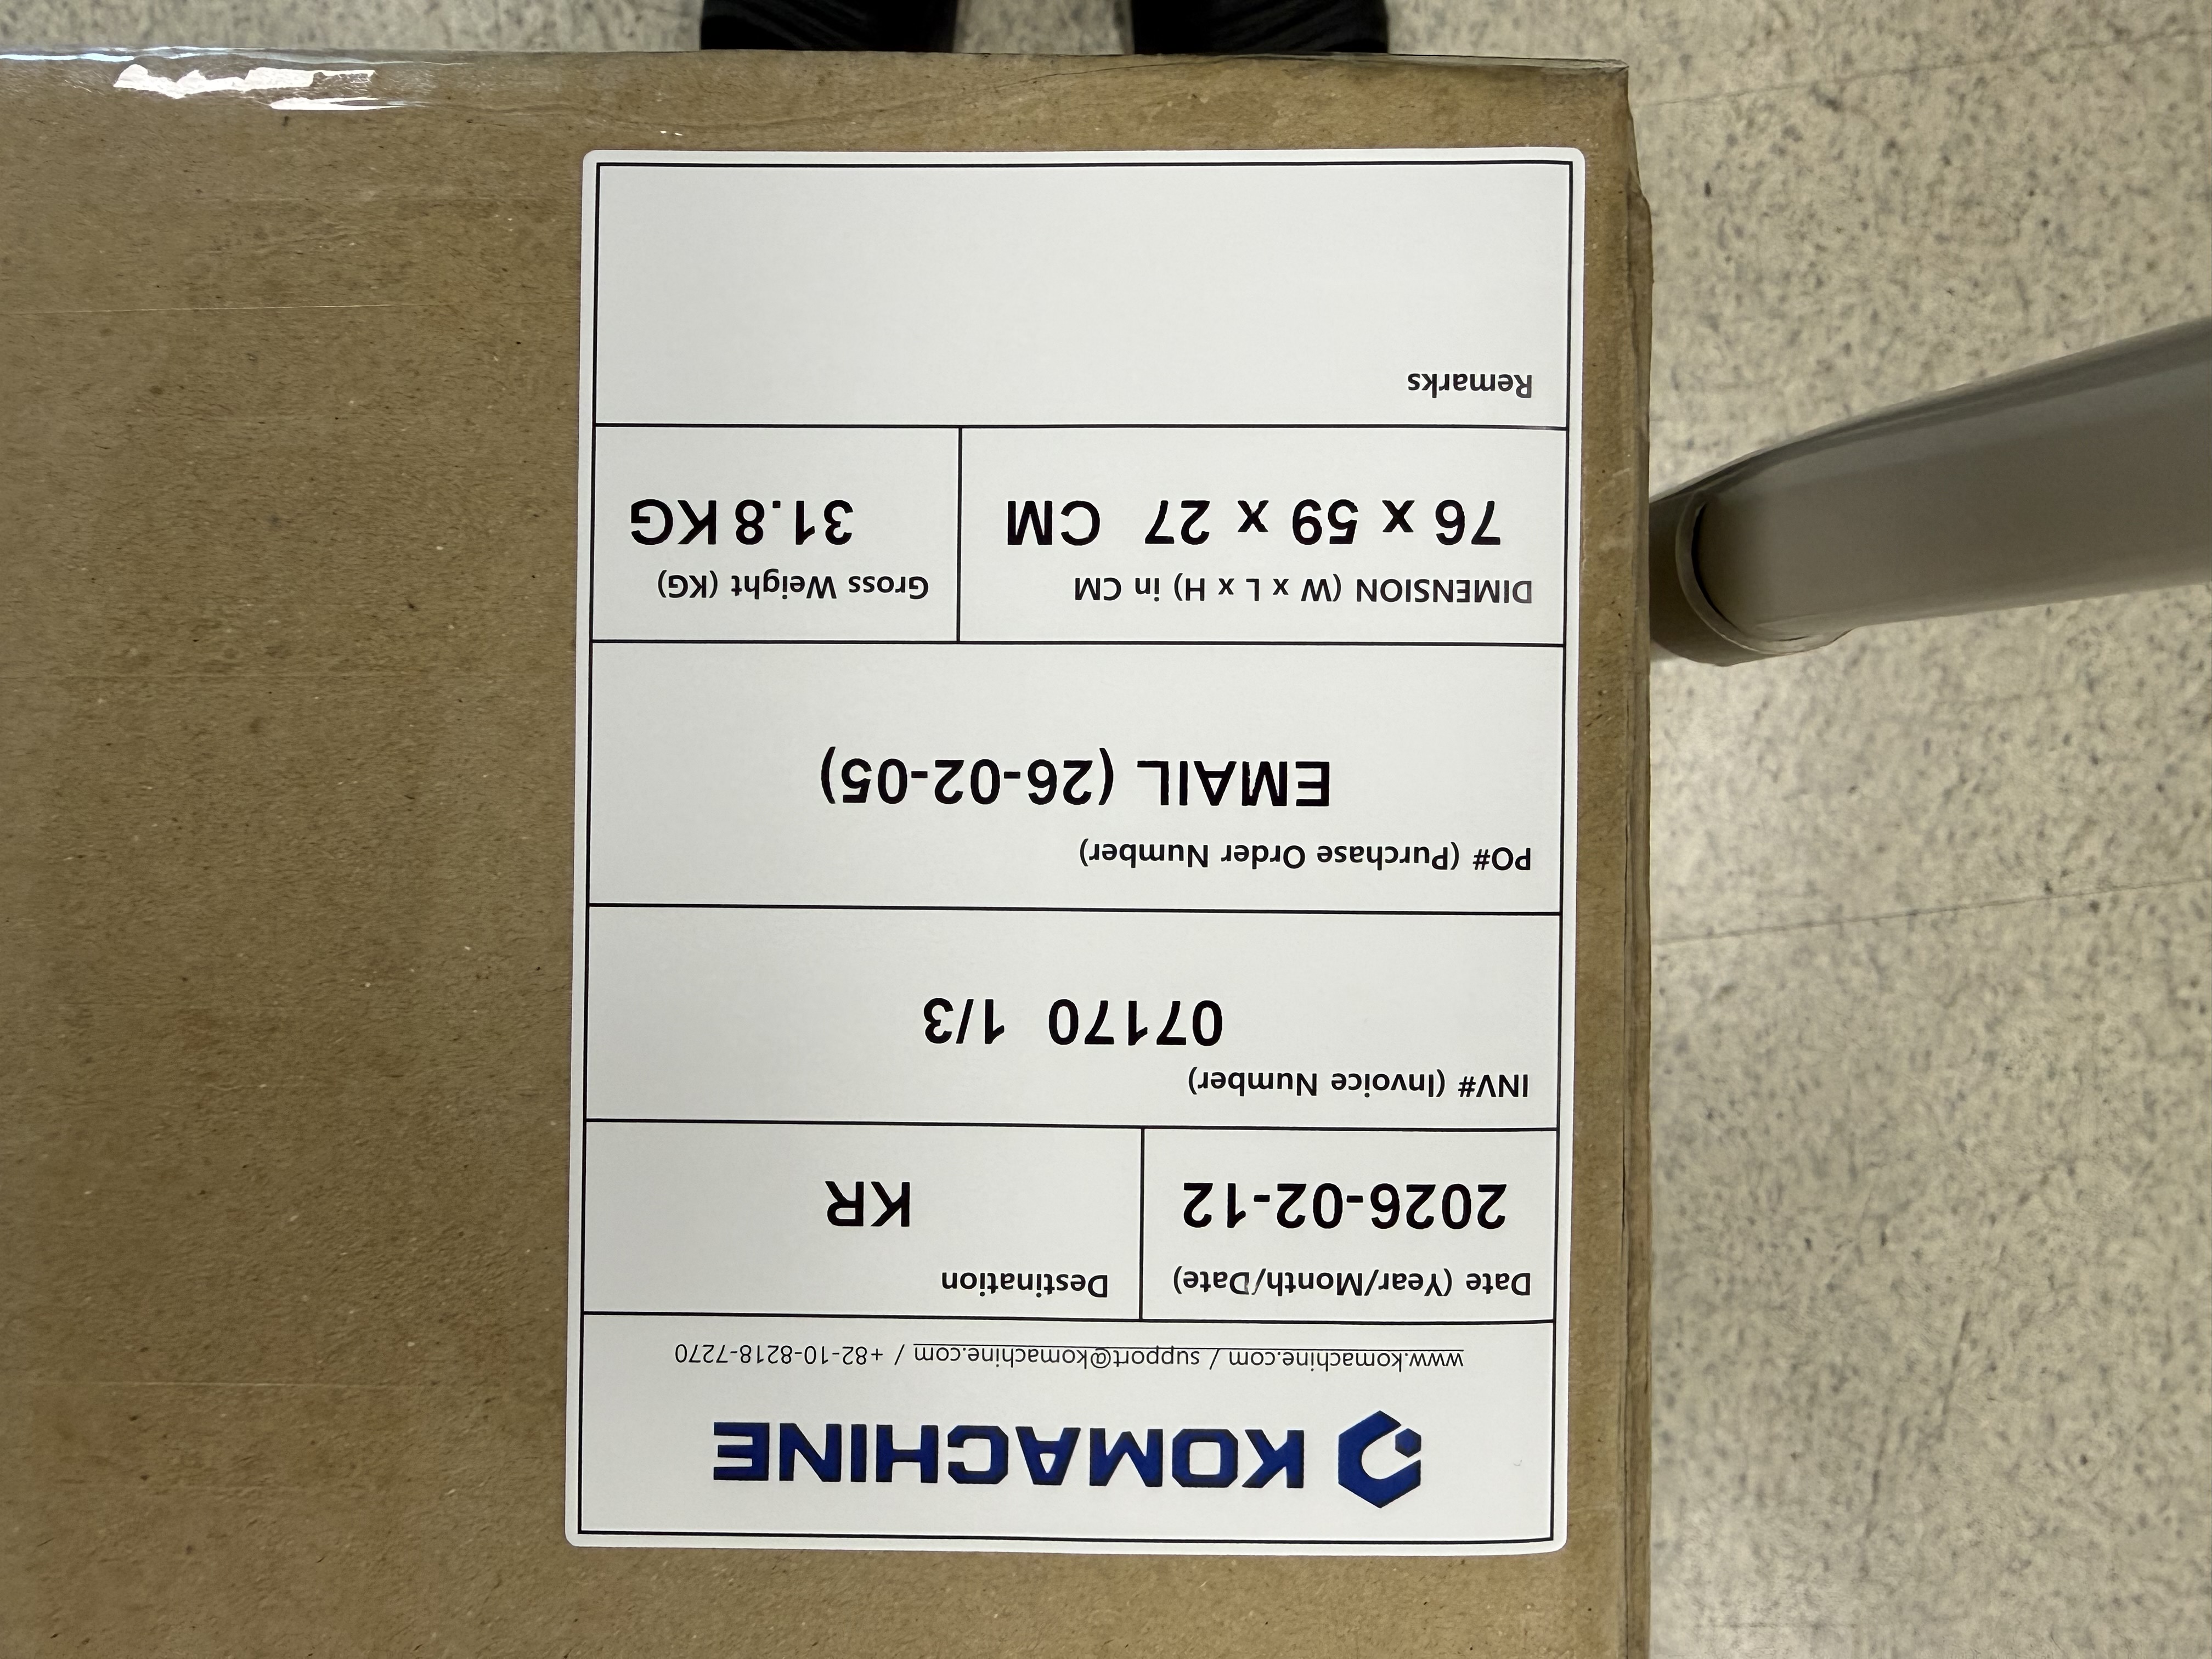 KOMACHINE
www.komachine.com / support@komachine.com / +82-10-8218-7270
Date (Year/Month/Date)
2026-02-12
Destination
KR
INV# (Invoice Number)
07170 1/3
PO# (Purchase Order Number)
EMAIL (26-02-05)
DIMENSION (W x L x H) in CM
76 x 59 x 27 CM
Gross Weight (KG)
31.8 KG
Remarks